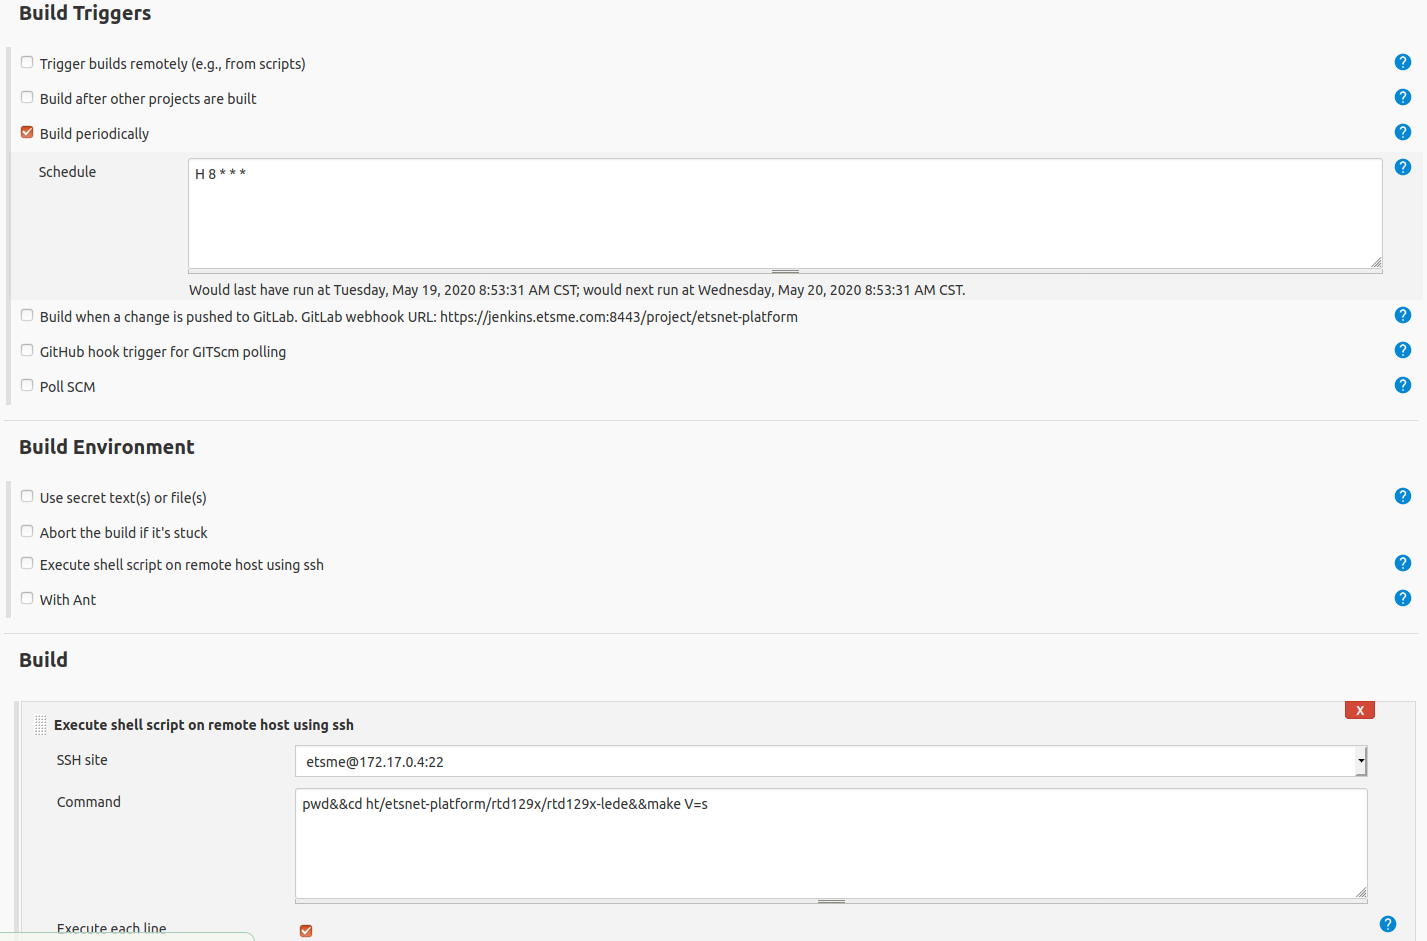 Build Triggers
Trigger builds remotely (e.g., from scripts)
?
Build after other projects are built
?
Build periodically
?
Schedule
H 8 * * *
?
Would last have run at Tuesday, May 19, 2020 8:53:31 AM CST; would next run at Wednesday, May 20, 2020 8:53:31 AM CST.
Build when a change is pushed to GitLab. GitLab webhook URL: https://jenkins.etsme.com:8443/project/etsnet-platform
?
GitHub hook trigger for GITScm polling
?
Poll SCM
?
Build Environment
Use secret text(s) or file(s)
?
Abort the build if it's stuck
Execute shell script on remote host using ssh
?
With Ant
?
Build
X
Execute shell script on remote host using ssh
SSH site
etsme@172.17.0.4:22
Command
pwd&&cd ht/etsnet-platform/rtd129x/rtd129x-lede&&make V=s
Execute each line
?